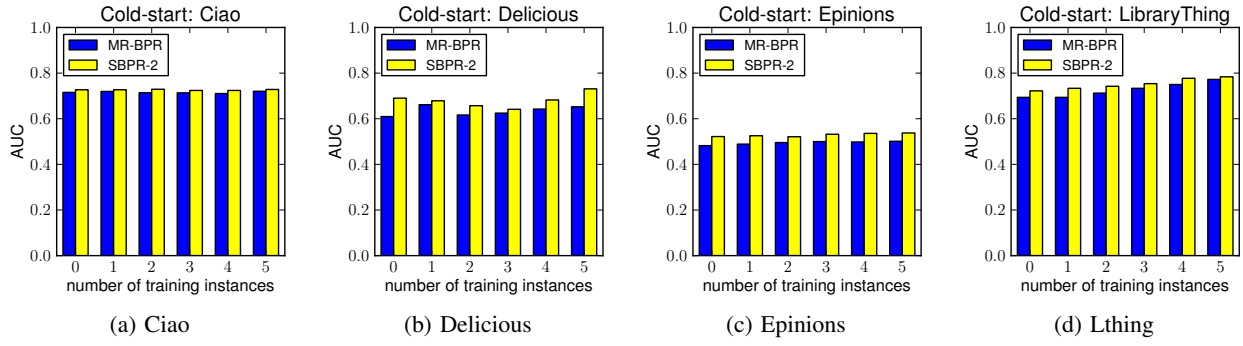 Cold-start: Ciao
1.0
0.8
0.6
0.4
0.2
0.0
AUC
MR-BPR
SBPR-2
0 1 2 3 4 5
number of training instances
(a) Ciao
Cold-start: Delicious
1.0
0.8
0.6
0.4
0.2
0.0
AUC
MR-BPR
SBPR-2
0 1 2 3 4 5
number of training instances
(b) Delicious
Cold-start: Epinions
1.0
0.8
0.6
0.4
0.2
0.0
AUC
MR-BPR
SBPR-2
0 1 2 3 4 5
number of training instances
(c) Epinions
Cold-start: LibraryThing
1.0
0.8
0.6
0.4
0.2
0.0
AUC
MR-BPR
SBPR-2
0 1 2 3 4 5
number of training instances
(d) Lthing